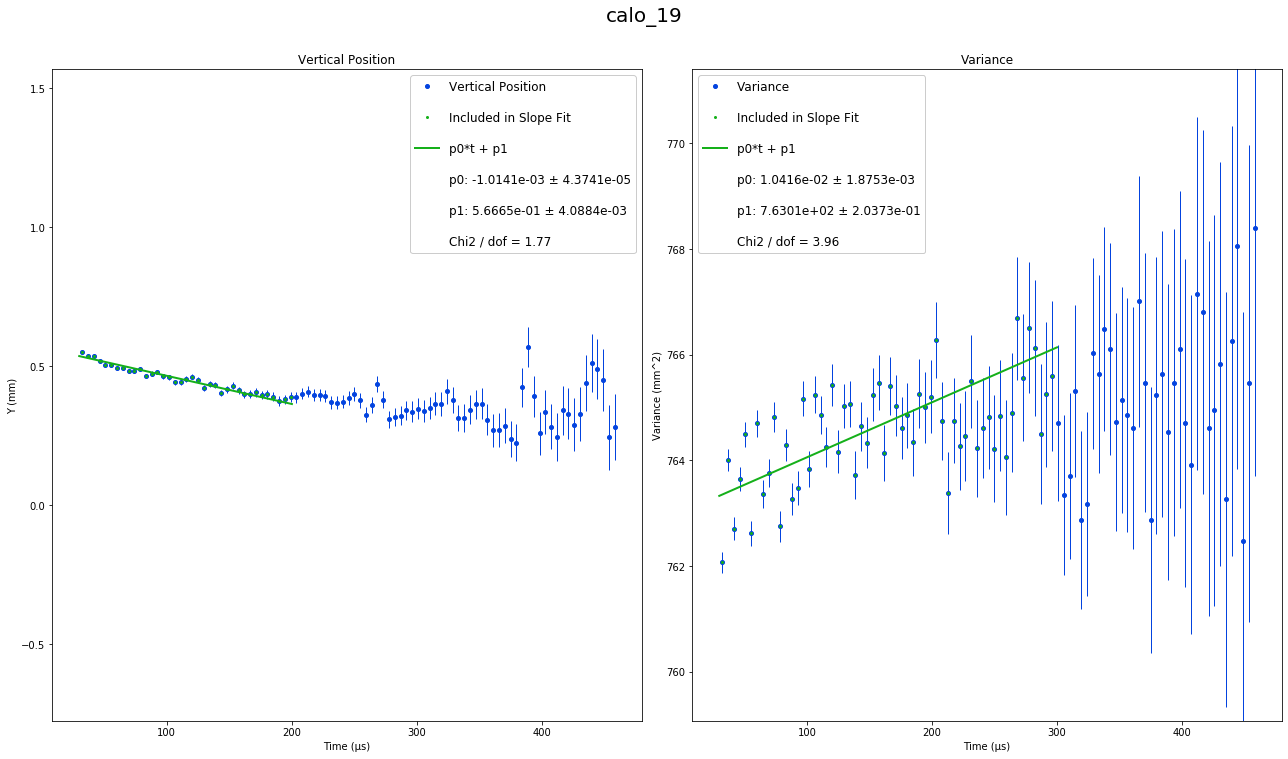 calo_19
Vertical Position
Vertical Position
Included in Slope Fit
p0*t + p1
p0: -1.0141e-03 ± 4.3741e-05
p1: 5.6665e-01 ± 4.0884e-03
Chi2 / dof = 1.77
1.5
1.0
0.5
0.0
−0.5
Y (mm)
100
200
300
400
Time (μs)
Variance
Variance
Included in Slope Fit
p0*t + p1
p0: 1.0416e-02 ± 1.8753e-03
p1: 7.6301e+02 ± 2.0373e-01
Chi2 / dof = 3.96
770
768
766
764
762
760
Variance (mm^2)
100
200
300
400
Time (μs)